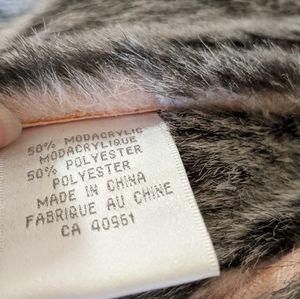 50% MODACRYLIC
MODACRYLIQUE
50% POLYESTER
POLYESTER
MADE IN CHINA
FABRIQUE AU CHINE
CA 40961